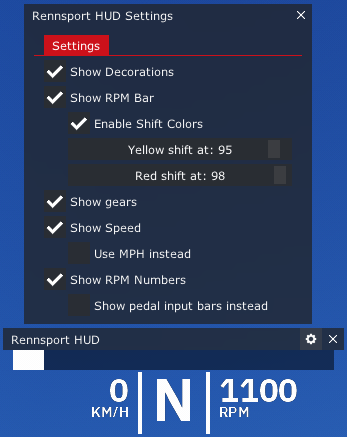 Rennsport HUD Settings
Settings
Show Decorations
Show RPM Bar
Enable Shift Colors
Yellow shift at: 95
Red shift at: 98
Show gears
Show Speed
Use MPH instead
Show RPM Numbers
Show pedal input bars instead
Rennsport HUD
0 N 1100
KM/H RPM